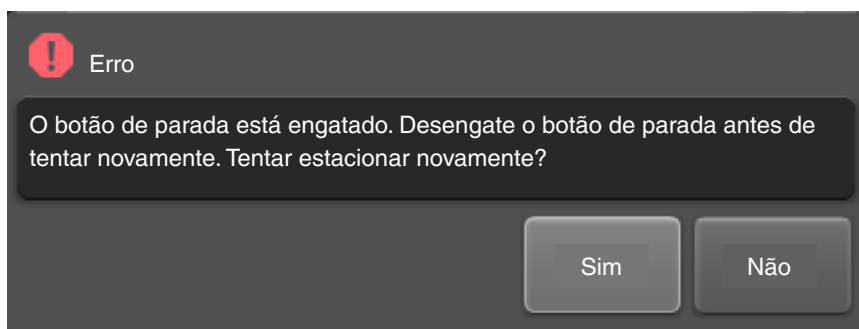 Erro
O botão de parada está engatado. Desengate o botão de parada antes de
tentar novamente. Tentar estacionar novamente?
Sim
Não